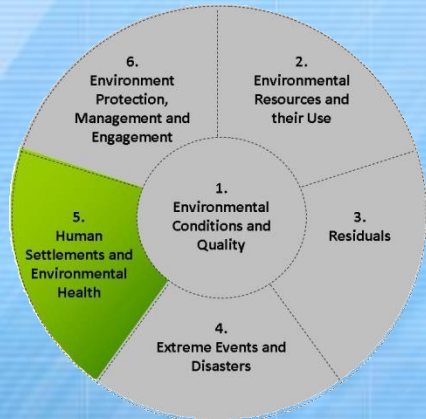 1.
Environmental
Conditions and
Quality
2.
Environmental
Resources and
their Use
3.
Residuals
4.
Extreme Events and
Disasters
5.
Human
Settlements and
Environmental
Health
6.
Environment
Protection,
Management and
Engagement